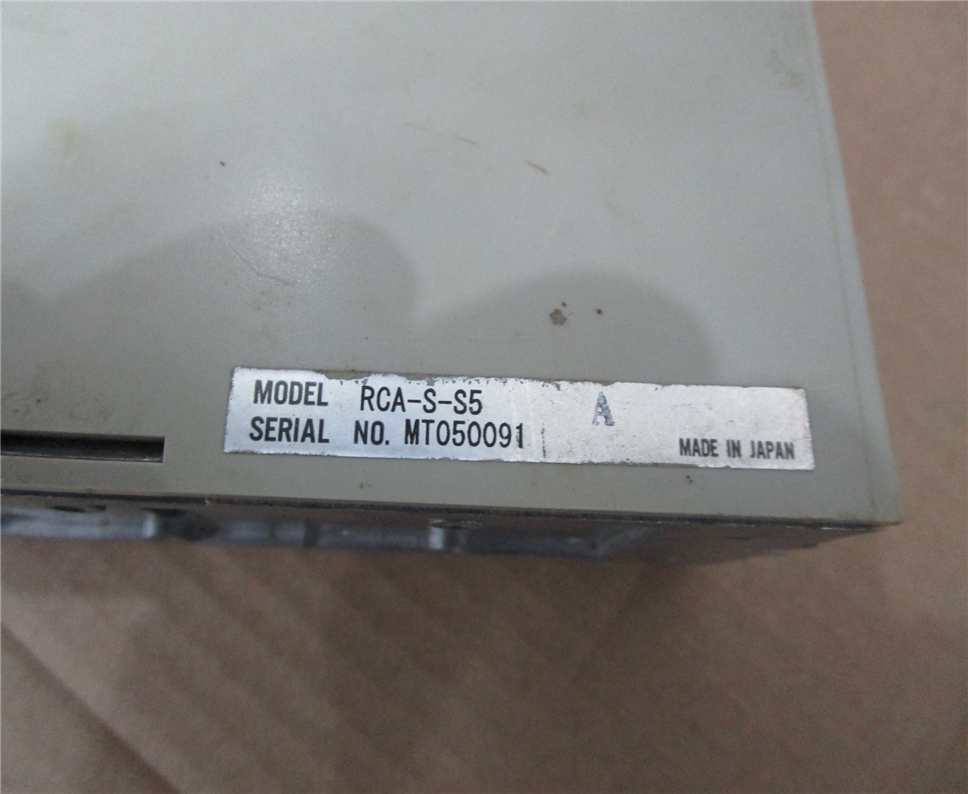 MODEL RCA-S-S5 A
SERIAL NO. MT050091
MADE IN JAPAN